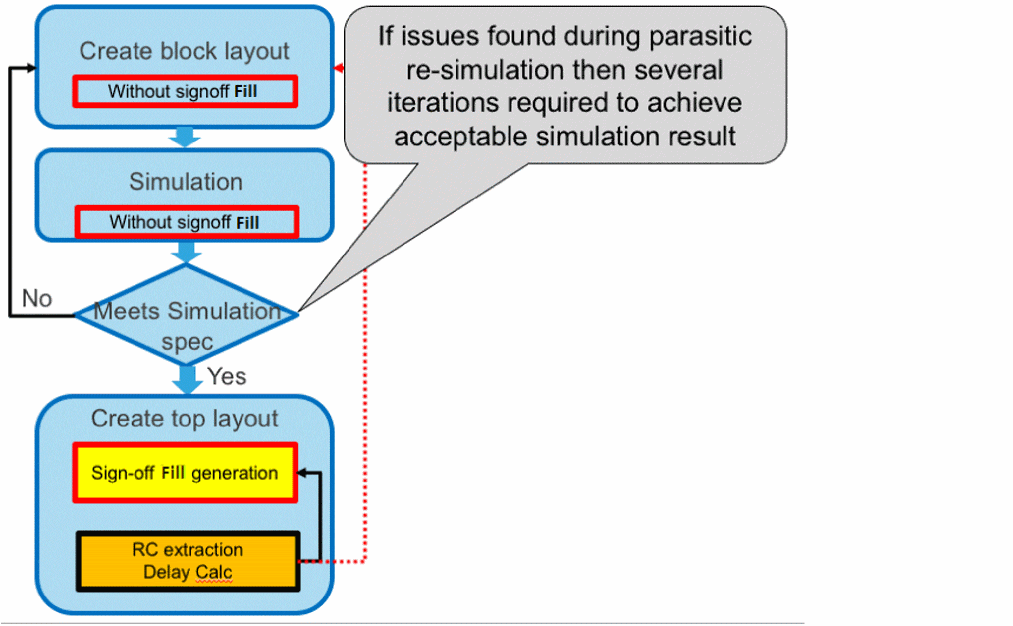 Create block layout
Without signoff Fill
If issues found during parasitic
re-simulation then several
iterations required to achieve
acceptable simulation result
Simulation
Without signoff Fill
No
Meets Simulation
spec
Yes
Create top layout
Sign-off Fill generation
RC extraction
Delay Calc